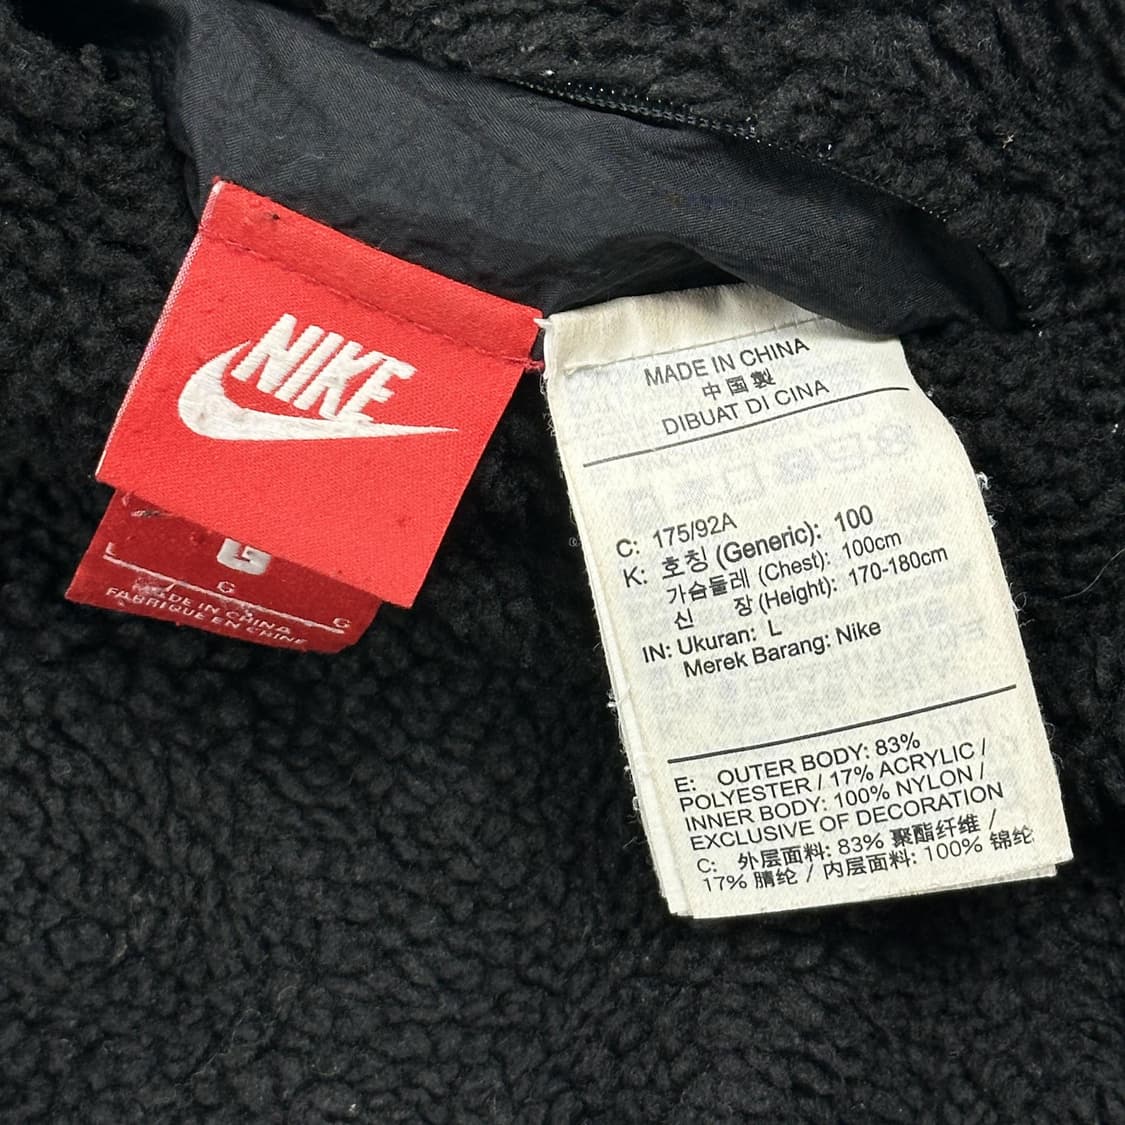 NIKE
L
L
G
G
MADE IN CHINA
FABRIQUE EN CHINE
MADE IN CHINA
中国製
DIBUAT DI CINA
C: 175/92A
K: 호칭 (Generic): 100
가슴둘레 (Chest): 100cm
신 장 (Height): 170-180cm
IN: Ukuran: L
Merek Barang: Nike
E: OUTER BODY: 83%
POLYESTER / 17% ACRYLIC /
INNER BODY: 100% NYLON /
EXCLUSIVE OF DECORATION
C: 外层面料: 83% 聚酯纤维 /
17% 腈纶 / 内层面料: 100% 锦纶